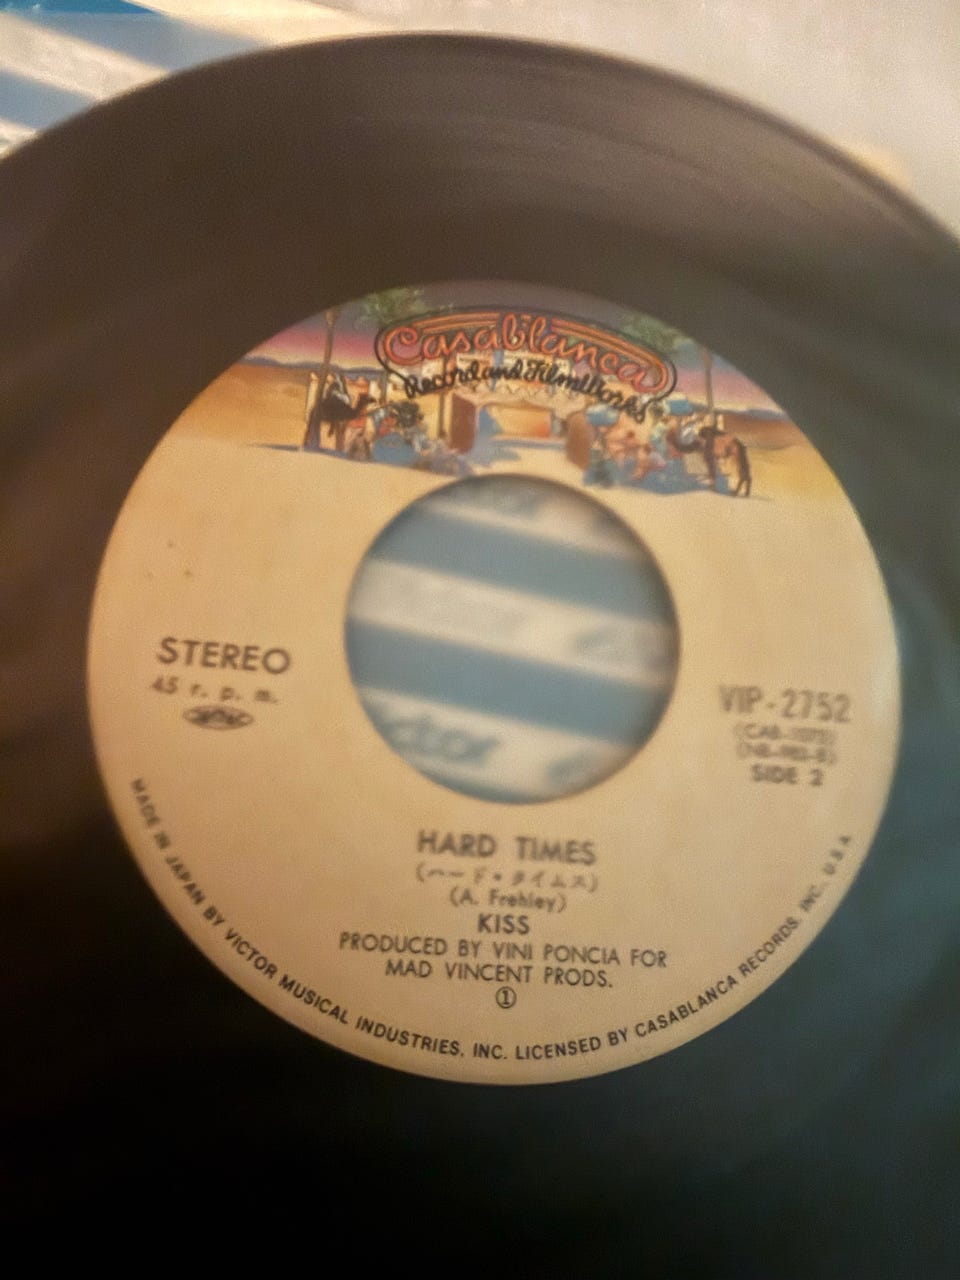 Casablanca
Record and FilmWorks
STEREO
45 r. p. m.
VIP-2752
SIDE 2
HARD TIMES
(ハード・タイムス)
(A. Frehley)
KISS
PRODUCED BY VINI PONCIA FOR
MAD VINCENT PRODS.
①
MADE IN JAPAN BY VICTOR MUSICAL INDUSTRIES, INC. LICENSED BY CASABLANCA RECORDS, INC., U.S.A.